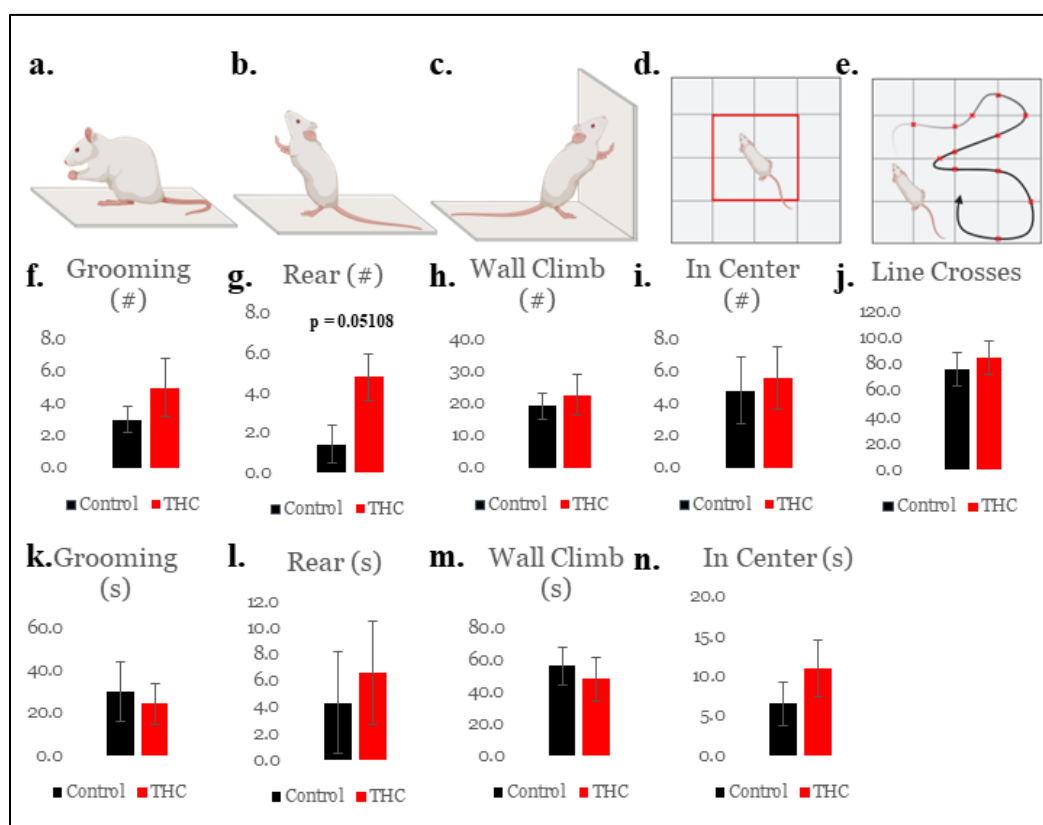 a.
b.
c.
d.
e.
f. Grooming (#)
8.0
6.0
4.0
2.0
0.0
Control THC
g. Rear (#)
p = 0.05108
8.0
6.0
4.0
2.0
0.0
Control THC
h. Wall Climb (#)
40.0
30.0
20.0
10.0
0.0
Control THC
i. In Center (#)
8.0
6.0
4.0
2.0
0.0
Control THC
j. Line Crosses
120.0
100.0
80.0
60.0
40.0
20.0
0.0
Control THC
k. Grooming (s)
60.0
40.0
20.0
0.0
Control THC
l. Rear (s)
12.0
10.0
8.0
6.0
4.0
2.0
0.0
Control THC
m. Wall Climb (s)
80.0
60.0
40.0
20.0
0.0
Control THC
n. In Center (s)
20.0
15.0
10.0
5.0
0.0
Control THC